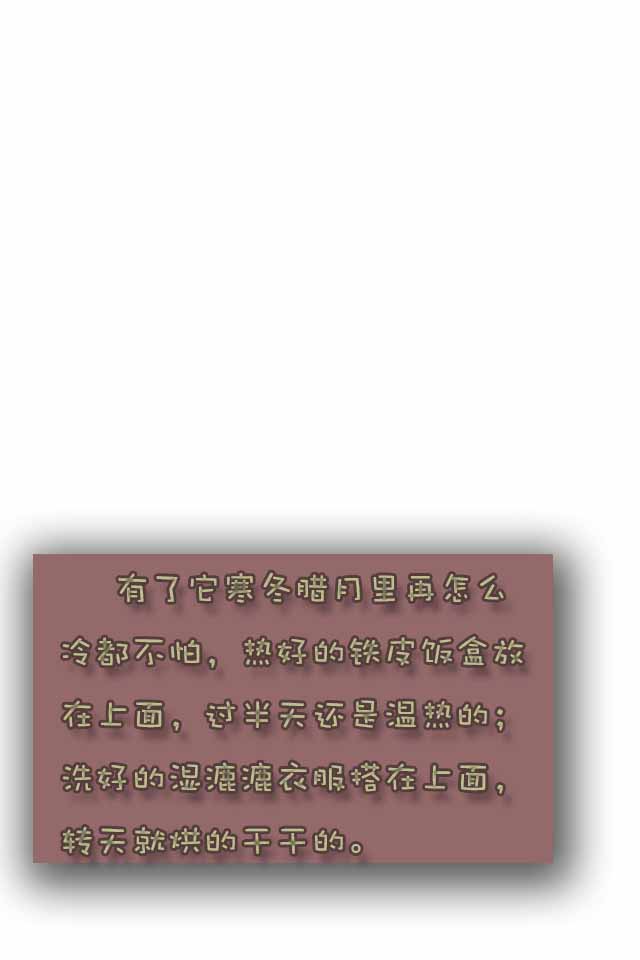 有了它寒冬腊月里再怎么
冷都不怕，热好的铁皮饭盒放
在上面，过半天还是温热的；
洗好的湿漉漉衣服搭在上面，
转天就烘的干干的。